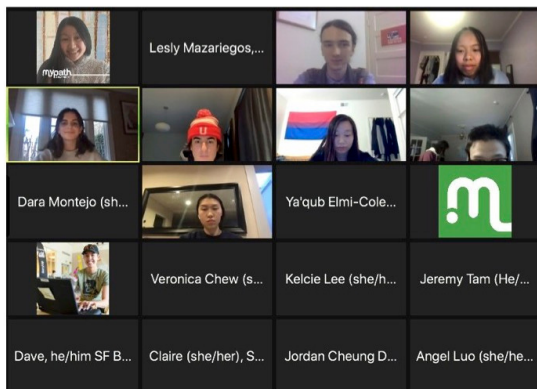 mypath
Lesly Mazariegos,...
U
Dara Montejo (sh...
Ya'qub Elmi-Cole...
m
Veronica Chew (s...
Kelcie Lee (she/h...
Jeremy Tam (He/...
Dave, he/him SF B...
Claire (she/her), S...
Jordan Cheung D...
Angel Luo (she/he...